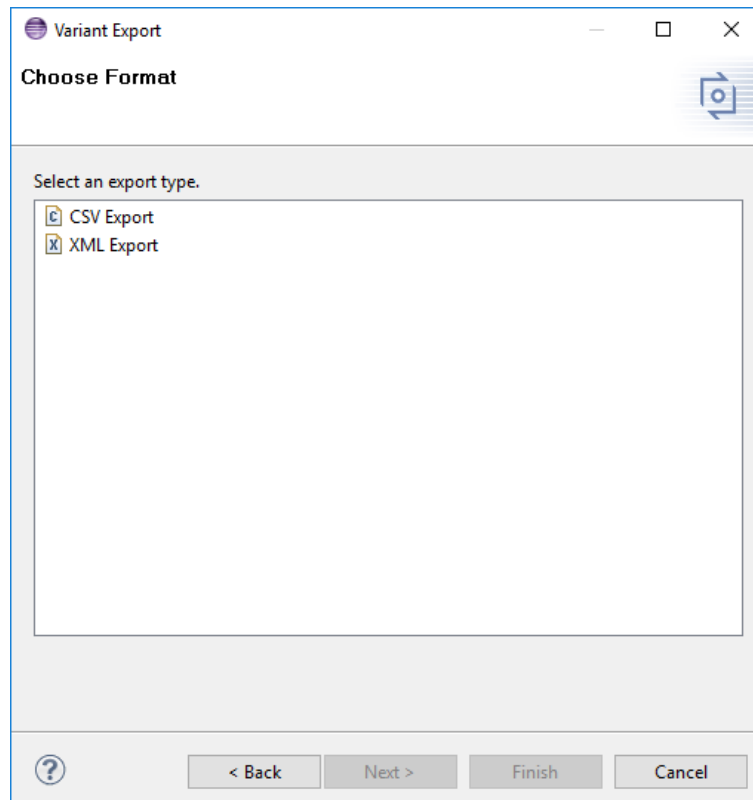 Variant Export
Choose Format
Select an export type.
C CSV Export
X XML Export
? < Back Next > Finish Cancel